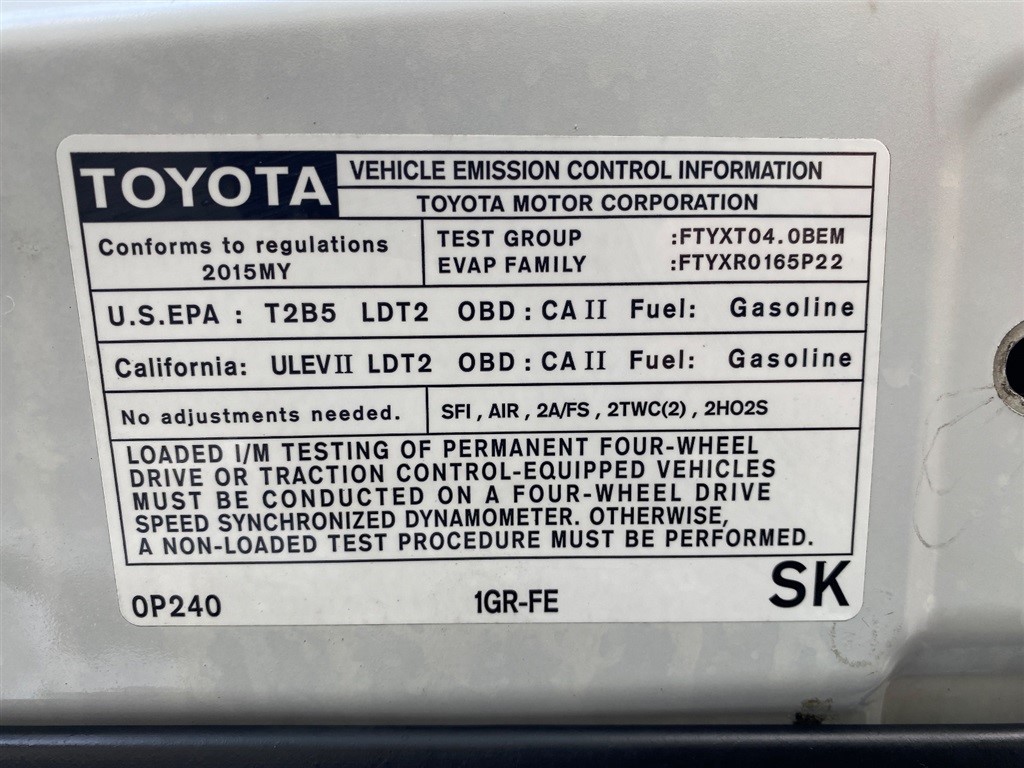 TOYOTA
VEHICLE EMISSION CONTROL INFORMATION
TOYOTA MOTOR CORPORATION
Conforms to regulations
2015MY
TEST GROUP :FTYXT04.0BEM
EVAP FAMILY :FTYXR0165P22
U.S.EPA : T2B5 LDT2 OBD : CA II Fuel: Gasoline
California: ULEVII LDT2 OBD : CA II Fuel: Gasoline
No adjustments needed.
SFI , AIR , 2A/FS , 2TWC(2) , 2HO2S
LOADED I/M TESTING OF PERMANENT FOUR-WHEEL
DRIVE OR TRACTION CONTROL-EQUIPPED VEHICLES
MUST BE CONDUCTED ON A FOUR-WHEEL DRIVE
SPEED SYNCHRONIZED DYNAMOMETER. OTHERWISE,
A NON-LOADED TEST PROCEDURE MUST BE PERFORMED.
0P240 1GR-FE SK